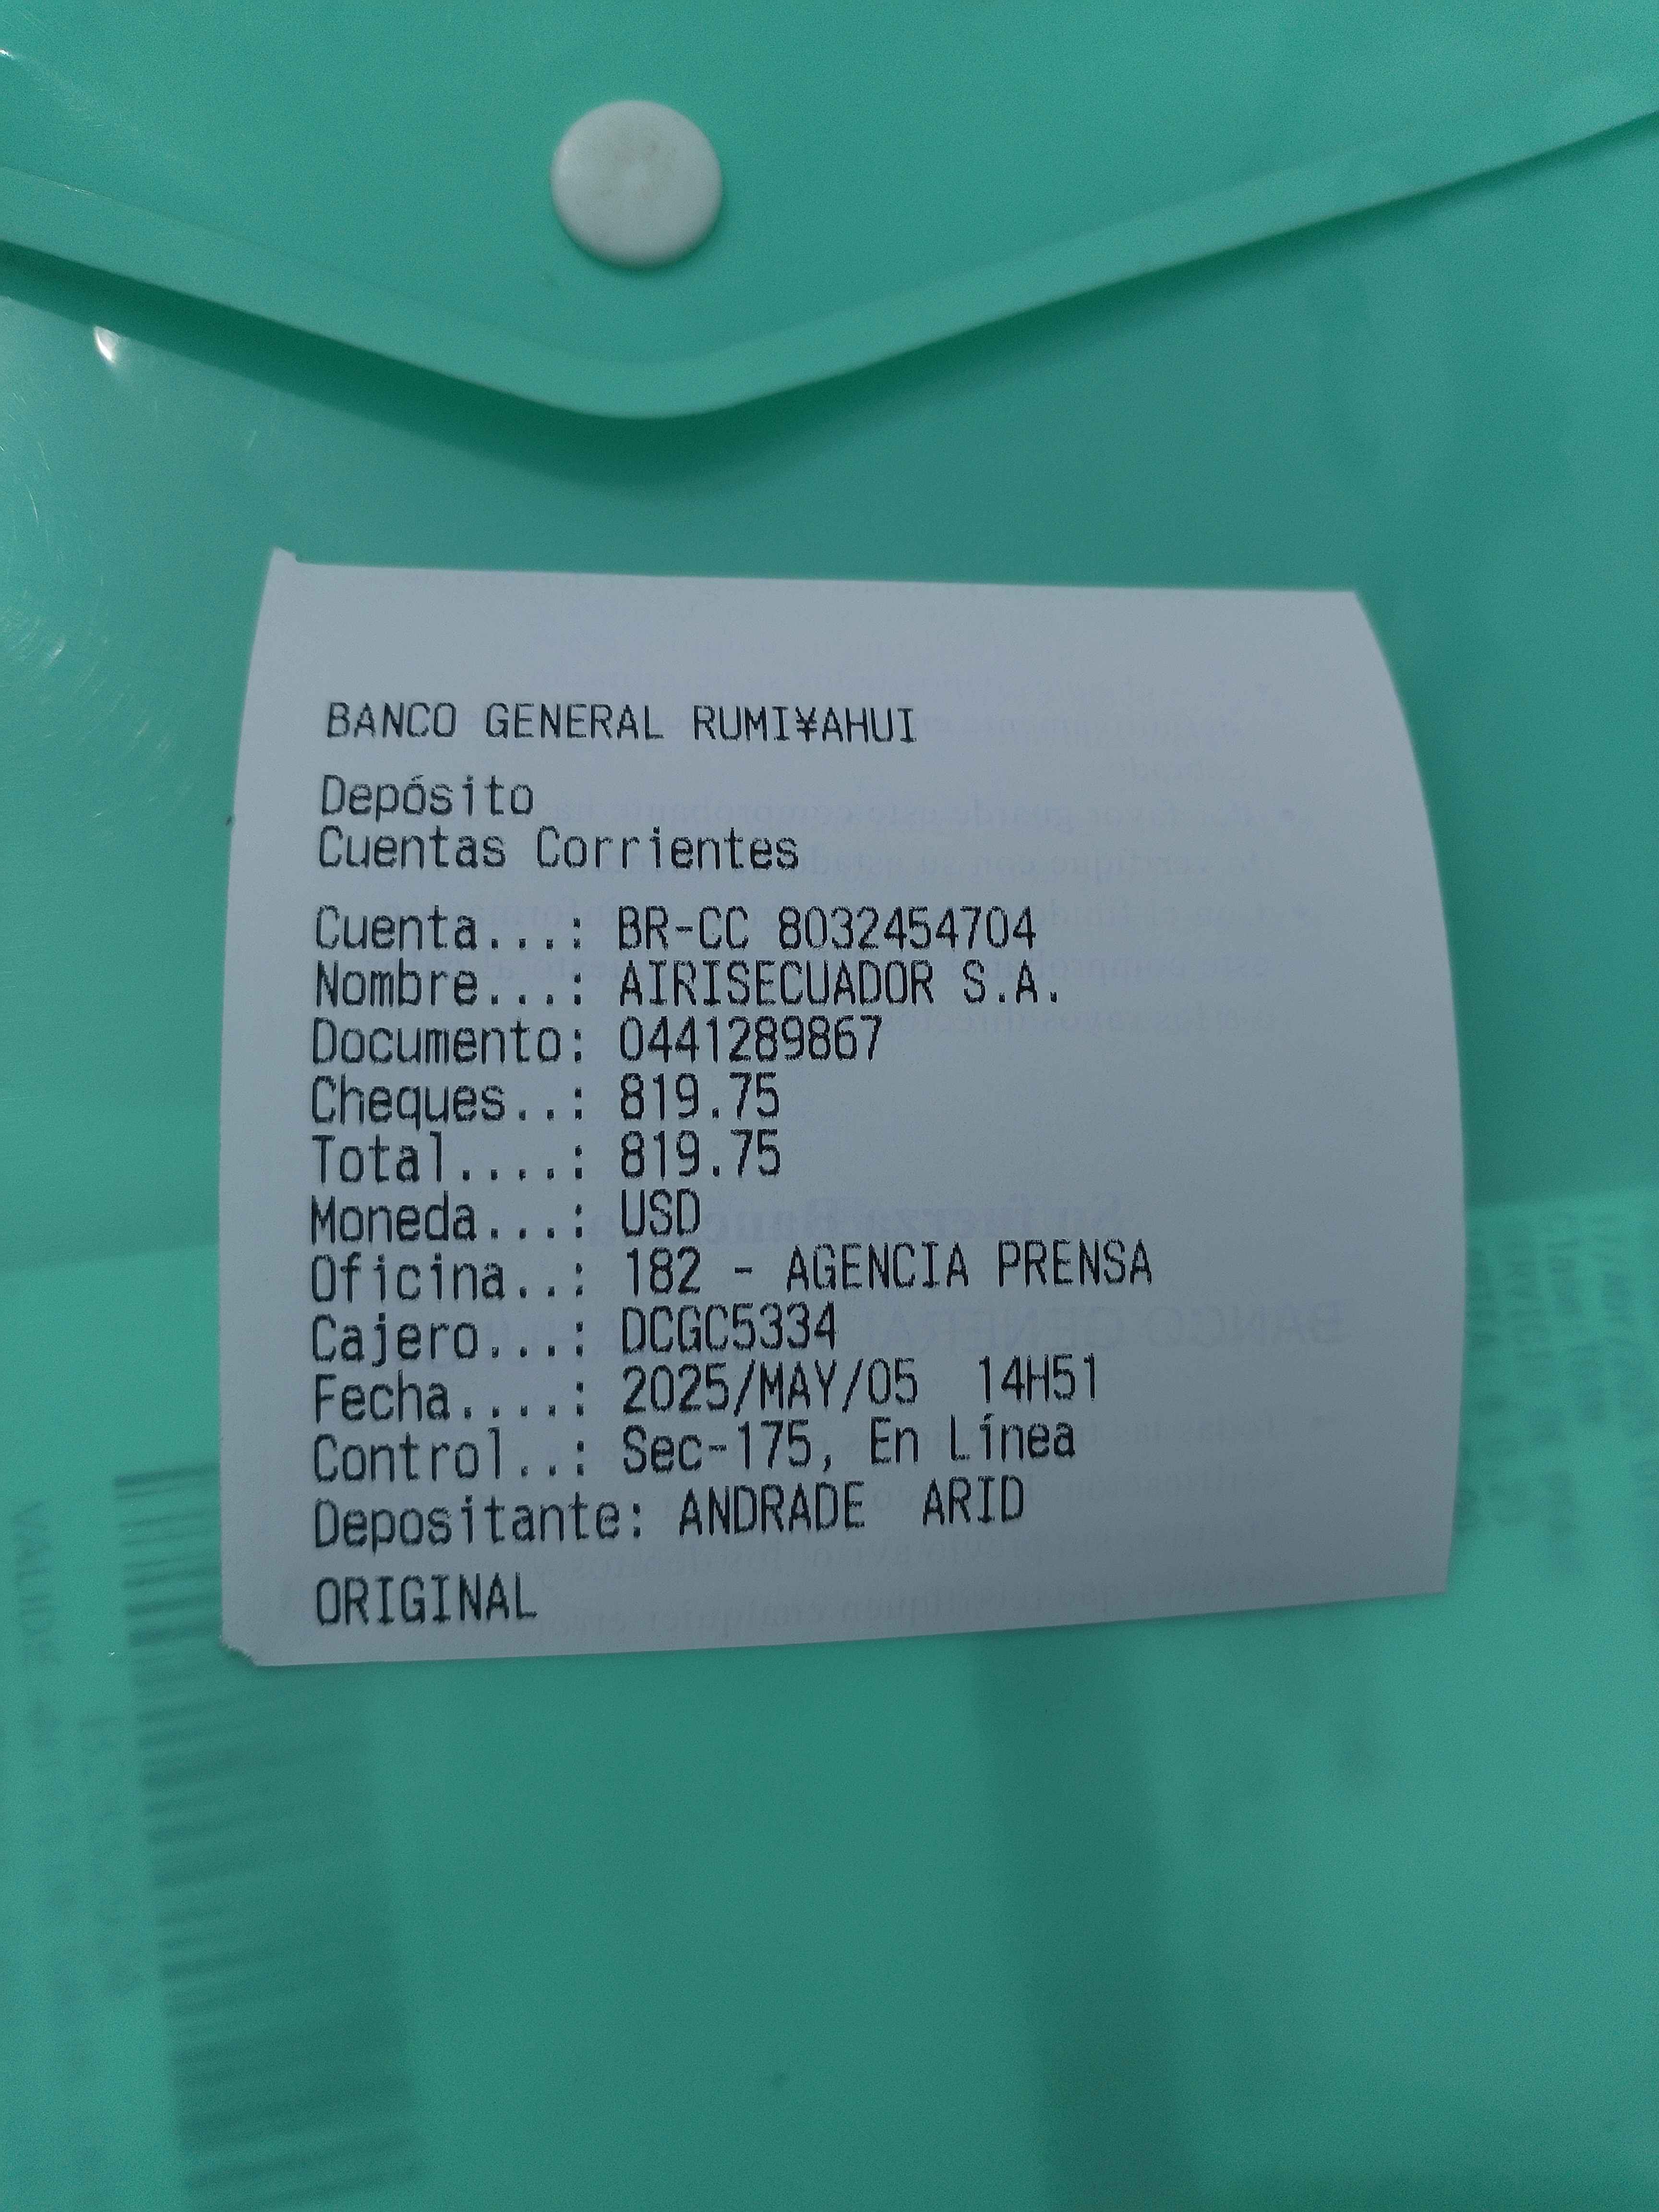 BANCO GENERAL RUMI¥AHUI
Depósito
Cuentas Corrientes
Cuenta...: BR-CC 8032454704
Nombre...: AIRISECUADOR S.A.
Documento: 0441289867
Cheques..: 819.75
Total....: 819.75
Moneda...: USD
Oficina..: 182 - AGENCIA PRENSA
Cajero...: DCGC5334
Fecha....: 2025/MAY/05 14H51
Control..: Sec-175, En Línea
Depositante: ANDRADE ARID
ORIGINAL